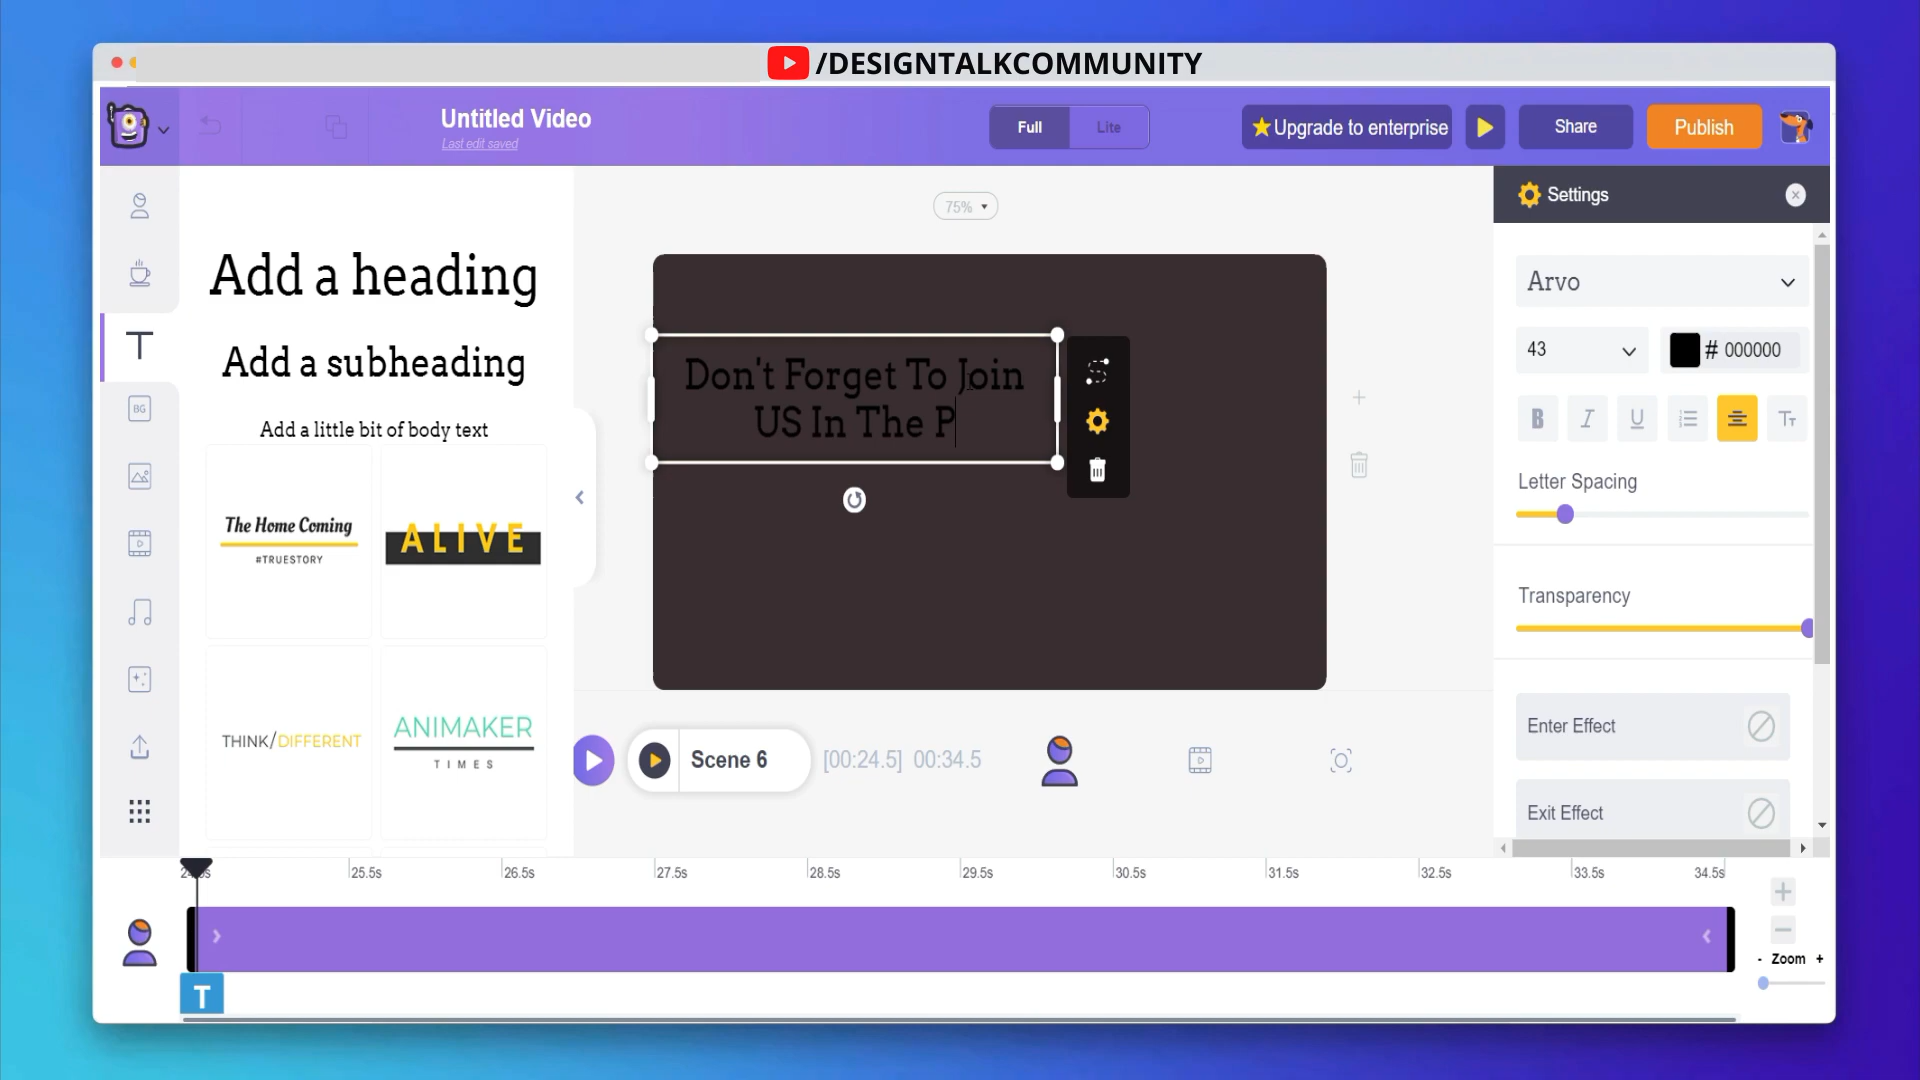 /DESIGNTALKCOMMUNITY
Untitled Video
Last edit saved
Full
Lite
Upgrade to enterprise
Share
Publish
75%
Settings
Add a heading
Add a subheading
Add a little bit of body text
BG
The Home Coming
#TRUESTORY
ALIVE
THINK/DIFFERENT
ANIMAKER
TIMES
Don't Forget To Join
US In The P
Arvo
43
# 000000
B I U Tт
Letter Spacing
Transparency
Enter Effect
Exit Effect
Scene 6
[00:24.5] 00:34.5
25.5s
26.5s
27.5s
28.5s
29.5s
30.5s
31.5s
32.5s
33.5s
34.5s
- Zoom +
T